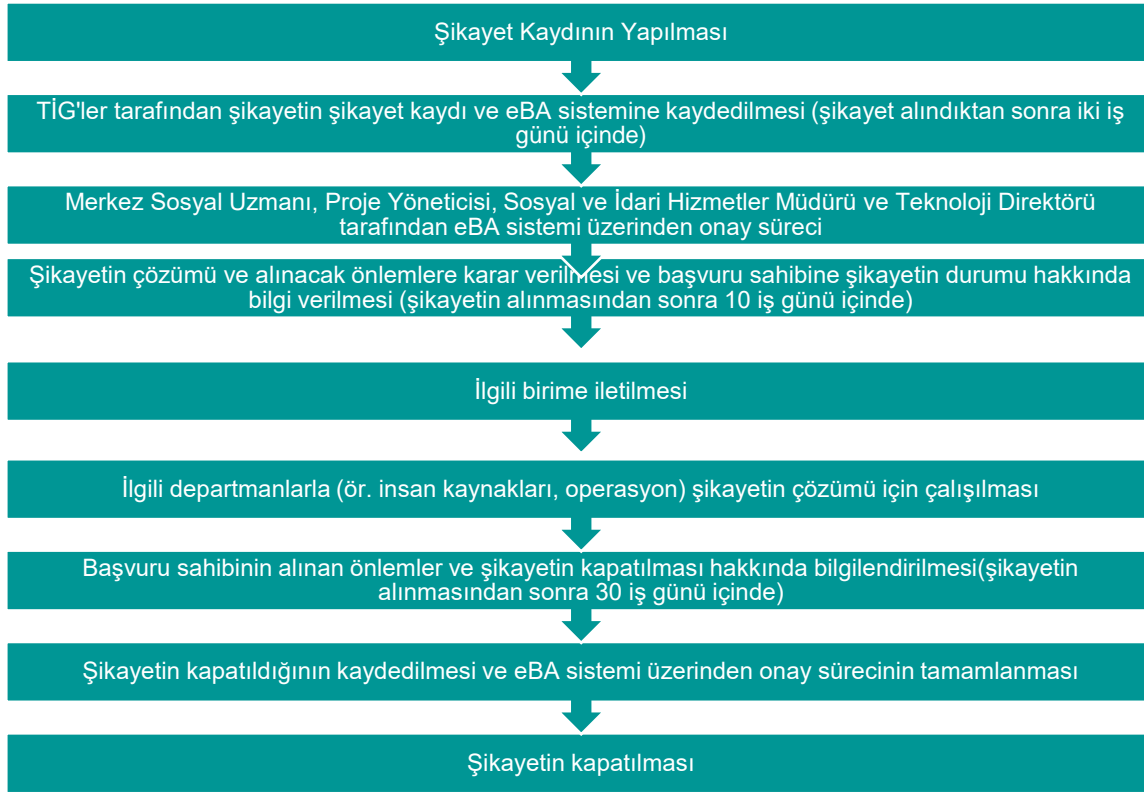 Şikayet Kaydının Yapılması
TİG'ler tarafından şikayetin şikayet kaydı ve eBA sistemine kaydedilmesi (şikayet alındıktan sonra iki iş
günü içinde)
Merkez Sosyal Uzmanı, Proje Yöneticisi, Sosyal ve İdari Hizmetler Müdürü ve Teknoloji Direktörü
tarafından eBA sistemi üzerinden onay süreci
Şikayetin çözümü ve alınacak önlemlere karar verilmesi ve başvuru sahibine şikayetin durumu hakkında
bilgi verilmesi (şikayetin alınmasından sonra 10 iş günü içinde)
İlgili birime iletilmesi
İlgili departmanlarla (ör. insan kaynakları, operasyon) şikayetin çözümü için çalışılması
Başvuru sahibinin alınan önlemler ve şikayetin kapatılması hakkında bilgilendirilmesi(şikayetin
alınmasından sonra 30 iş günü içinde)
Şikayetin kapatıldığının kaydedilmesi ve eBA sistemi üzerinden onay sürecinin tamamlanması
Şikayetin kapatılması